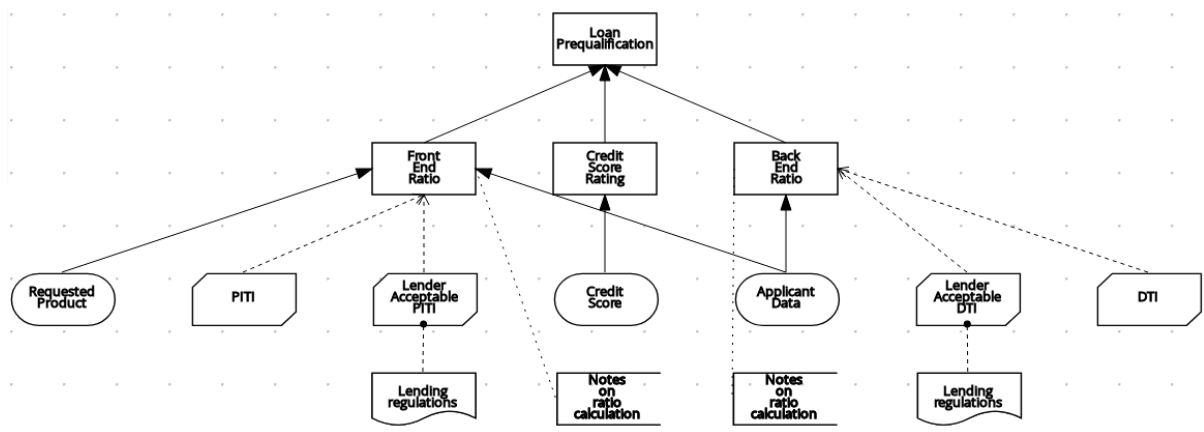 Loan
Prequalification
Front
End
Ratio
Credit
Score
Rating
Back
End
Ratio
Requested
Product
PITI
Lender
Acceptable
PITI
Credit
Score
Applicant
Data
Lender
Acceptable
DTI
DTI
Lending
regulations
Notes
on
ratio
calculation
Notes
on
ratio
calculation
Lending
regulations